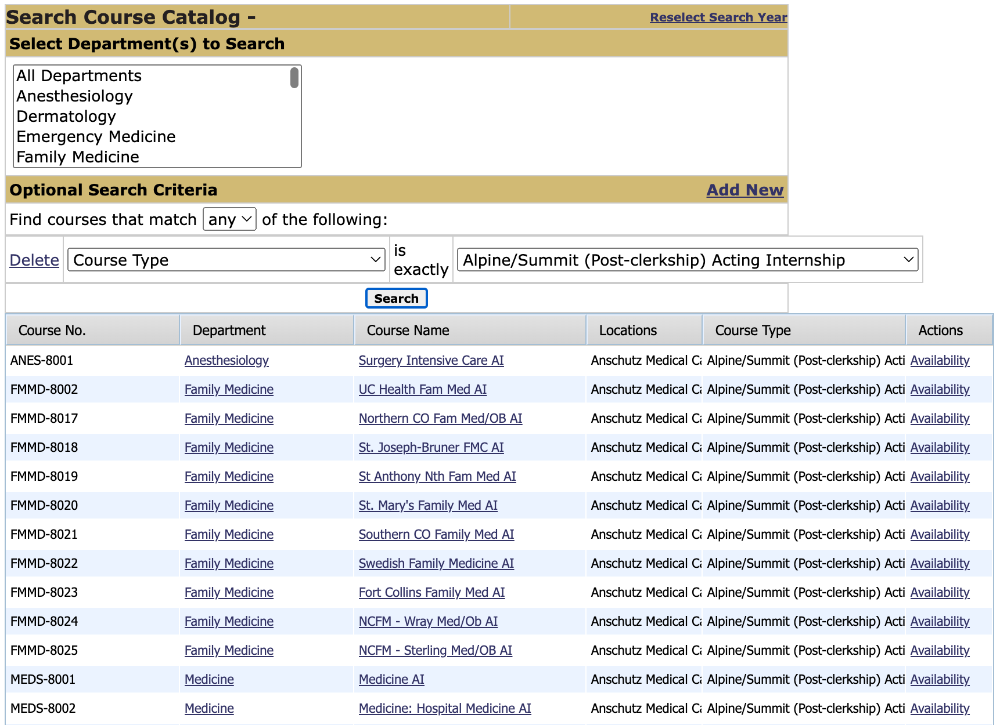 Search Course Catalog - Reselect Search Year
Select Department(s) to Search
All Departments
Anesthesiology
Dermatology
Emergency Medicine
Family Medicine
Optional Search Criteria Add New
Find courses that match any of the following:
Delete Course Type is exactly Alpine/Summit (Post-clerkship) Acting Internship
Search
Course No. Department Course Name Locations Course Type Actions
ANES-8001 Anesthesiology Surgery Intensive Care AI Anschutz Medical Ca Alpine/Summit (Post-clerkship) Acti Availability
FMMD-8002 Family Medicine UC Health Fam Med AI Anschutz Medical Ca Alpine/Summit (Post-clerkship) Acti Availability
FMMD-8017 Family Medicine Northern CO Fam Med/OB AI Anschutz Medical Ca Alpine/Summit (Post-clerkship) Acti Availability
FMMD-8018 Family Medicine St. Joseph-Bruner FMC AI Anschutz Medical Ca Alpine/Summit (Post-clerkship) Acti Availability
FMMD-8019 Family Medicine St Anthony Nth Fam Med AI Anschutz Medical Ca Alpine/Summit (Post-clerkship) Acti Availability
FMMD-8020 Family Medicine St. Mary's Family Med AI Anschutz Medical Ca Alpine/Summit (Post-clerkship) Acti Availability
FMMD-8021 Family Medicine Southern CO Family Med AI Anschutz Medical Ca Alpine/Summit (Post-clerkship) Acti Availability
FMMD-8022 Family Medicine Swedish Family Medicine AI Anschutz Medical Ca Alpine/Summit (Post-clerkship) Acti Availability
FMMD-8023 Family Medicine Fort Collins Family Med AI Anschutz Medical Ca Alpine/Summit (Post-clerkship) Acti Availability
FMMD-8024 Family Medicine NCFM - Wray Med/Ob AI Anschutz Medical Ca Alpine/Summit (Post-clerkship) Acti Availability
FMMD-8025 Family Medicine NCFM - Sterling Med/OB AI Anschutz Medical Ca Alpine/Summit (Post-clerkship) Acti Availability
MEDS-8001 Medicine Medicine AI Anschutz Medical Ca Alpine/Summit (Post-clerkship) Acti Availability
MEDS-8002 Medicine Medicine: Hospital Medicine AI Anschutz Medical Ca Alpine/Summit (Post-clerkship) Acti Availability